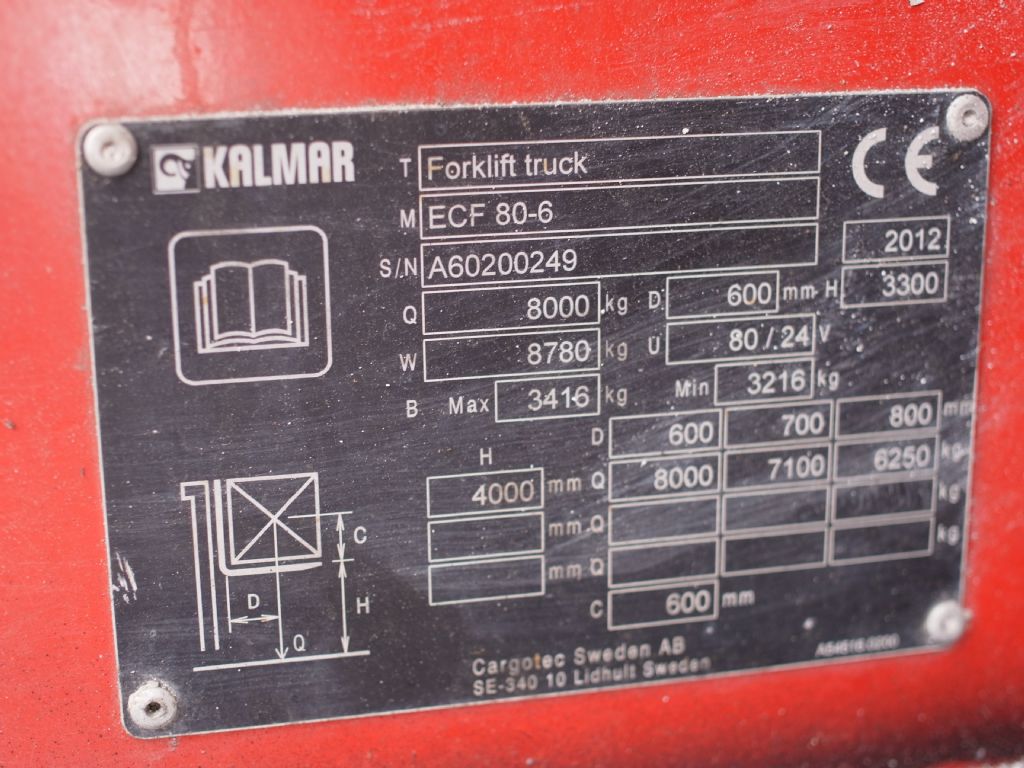 KALMAR
T Forklift truck
M ECF 80-6
S/N A60200249 2012
Q 8000 kg D 600 mm H 3300
W 8780 kg U 80/24 V
B Max 3416 kg Min 3216 kg
D 600 700 800 mm
H
4000 mm Q 8000 7100 6250 kg
mm Q kg
mm Q kg
C 600 mm
C
D H
Q
Cargotec Sweden AB
SE-340 10 Lidhult Sweden
CE